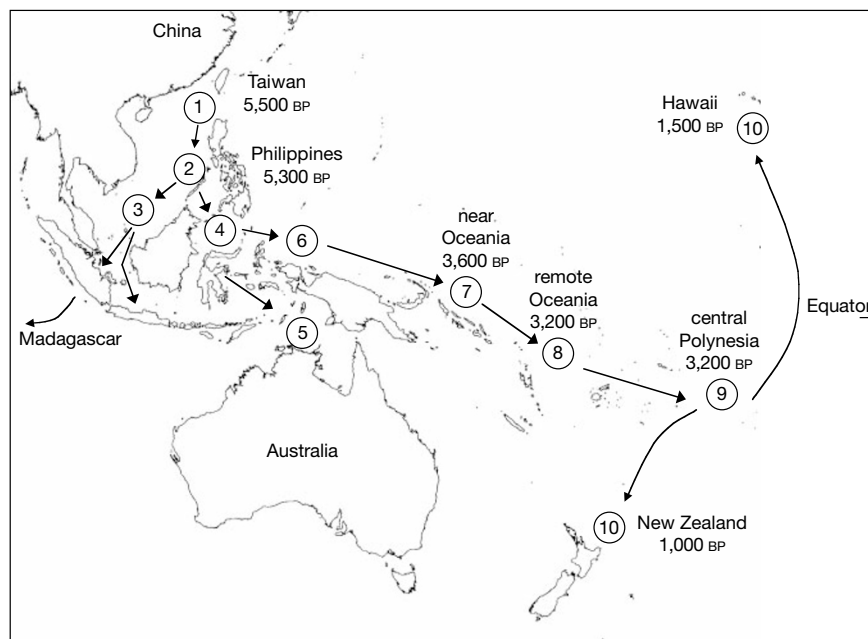 China
Taiwan
5,500 BP
1
Hawaii
1,500 BP
10
Philippines
5,300 BP
2
3
4
6
near
Oceania
3,600 BP
7
remote
Oceania
3,200 BP
8
Equator
central
Polynesia
3,200 BP
9
Madagascar
5
Australia
10
New Zealand
1,000 BP